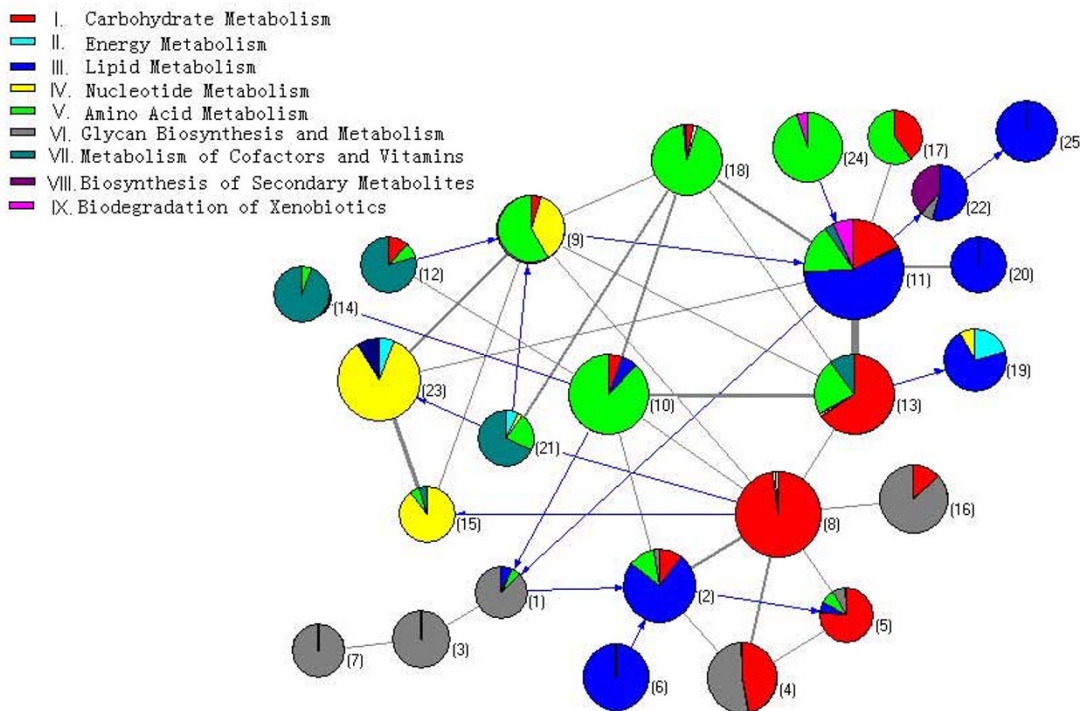 I. Carbohydrate Metabolism
II. Energy Metabolism
III. Lipid Metabolism
IV. Nucleotide Metabolism
V. Amino Acid Metabolism
VI. Glycan Biosynthesis and Metabolism
VII. Metabolism of Cofactors and Vitamins
VIII. Biosynthesis of Secondary Metabolites
IX. Biodegradation of Xenobiotics
(25)
(17)
(18)
(24)
(22)
(9)
(12)
(20)
(11)
(14)
(19)
(23)
(10)
(13)
(21)
(16)
(15)
(8)
(1)
(2)
(5)
(3)
(7)
(6)
(4)